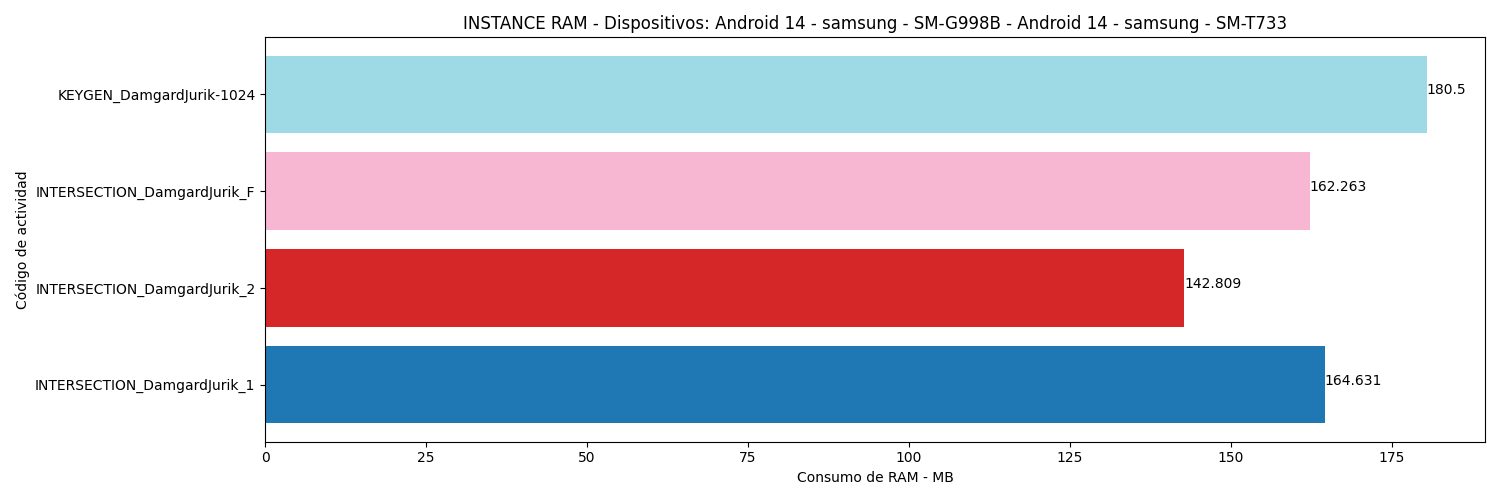 INSTANCE RAM - Dispositivos: Android 14 - samsung - SM-G998B - Android 14 - samsung - SM-T733
Código de actividad
KEYGEN_DamgardJurik-1024
180.5
INTERSECTION_DamgardJurik_F
162.263
INTERSECTION_DamgardJurik_2
142.809
INTERSECTION_DamgardJurik_1
164.631
0 25 50 75 100 125 150 175
Consumo de RAM - MB